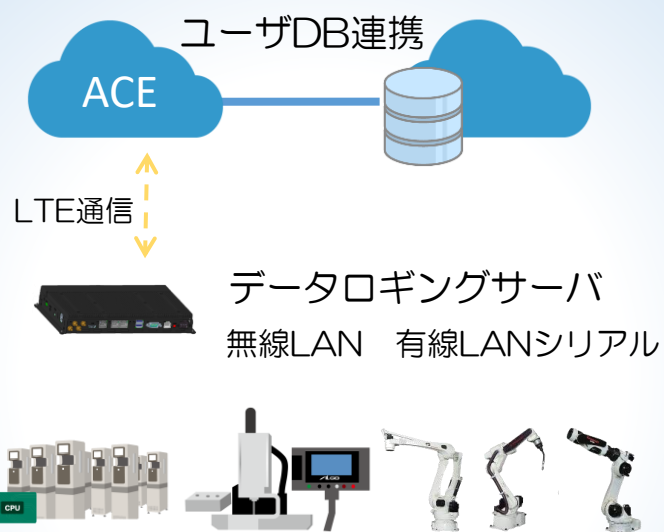 ユーザDB連携
ACE
LTE通信
データロギングサーバ
無線LAN　有線LANシリアル
ALGO
CPU